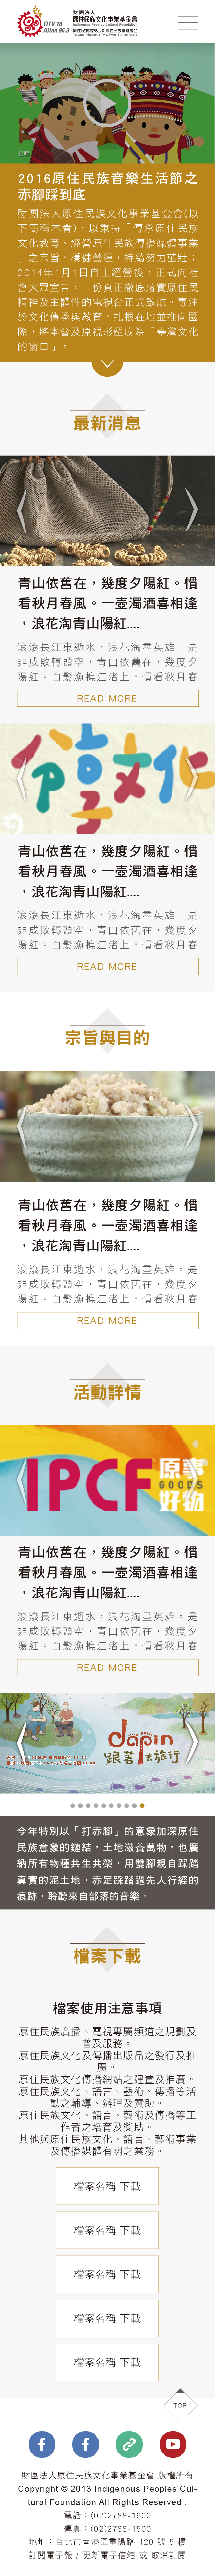 TITV 16
Alian 96.3
財團法人
原住民族文化事業基金會
Indigenous Peoples Cultural Foundation
原住民族電視台 & 原住民族廣播電台
2016原住民族音樂生活節之
赤腳踩到底
財團法人原住民族文化事業基金會(以
下簡稱本會)，以秉持「傳承原住民族
文化教育、經營原住民族傳播媒體事業
」之宗旨，穩健營運，持續努力茁壯；
2014年1月1日自主經營後，正式向社
會大眾宣告，一份真正徹底落實原住民
精神及主體性的電視台正式啟航。專注
於文化傳承與教育，扎根在地並推向國
際，將本會及原視形塑成為「臺灣文化
的窗口」。
最新消息
青山依舊在，幾度夕陽紅。慣
看秋月春風。一壺濁酒喜相逢
，浪花淘青山陽紅....
滾滾長江東逝水，浪花淘盡英雄。是
非成敗轉頭空，青山依舊在，幾度夕
陽紅。白髮漁樵江渚上，慣看秋月春
READ MORE
青山依舊在，幾度夕陽紅。慣
看秋月春風。一壺濁酒喜相逢
，浪花淘青山陽紅....
滾滾長江東逝水，浪花淘盡英雄。是
非成敗轉頭空，青山依舊在，幾度夕
陽紅。白髮漁樵江渚上，慣看秋月春
READ MORE
宗旨與目的
青山依舊在，幾度夕陽紅。慣
看秋月春風。一壺濁酒喜相逢
，浪花淘青山陽紅....
滾滾長江東逝水，浪花淘盡英雄。是
非成敗轉頭空，青山依舊在，幾度夕
陽紅。白髮漁樵江渚上，慣看秋月春
READ MORE
活動詳情
IPCF
原
GOODS
好物
青山依舊在，幾度夕陽紅。慣
看秋月春風。一壺濁酒喜相逢
，浪花淘青山陽紅....
滾滾長江東逝水，浪花淘盡英雄。是
非成敗轉頭空，青山依舊在，幾度夕
陽紅。白髮漁樵江渚上，慣看秋月春
READ MORE
dapin
跟著去旅行
今年特別以「打赤腳」的意象加深原住
民族意象的鏈結，土地滋養萬物，也廣
納所有物種共生共榮，用雙腳親自踩踏
真實的泥土地，赤足踩踏過先人行經的
痕跡，聆聽來自部落的音樂。
檔案下載
檔案使用注意事項
原住民族廣播、電視專屬頻道之規劃及
普及服務。
原住民族文化及傳播出版品之發行及推
廣。
原住民族文化傳播網站之建置及推廣。
原住民族文化、語言、藝術、傳播等活
動之輔導、辦理及贊助。
原住民族文化、語言、藝術及傳播等工
作者之培育及獎助。
其他與原住民族文化、語言、藝術事業
及傳播媒體有關之業務。
檔案名稱 下載
檔案名稱 下載
檔案名稱 下載
檔案名稱 下載
檔案名稱 下載
TOP
財團法人原住民族文化事業基金會 版權所有
Copyright © 2013 Indigenous Peoples Cul-
tural Foundation All Rights Reserved .
電話：(02)2788-1600
傳真：(02)2788-1500
地址：台北市南港區重陽路 120 號 5 樓
訂閱電子報 / 更新電子信箱 或 取消訂閱